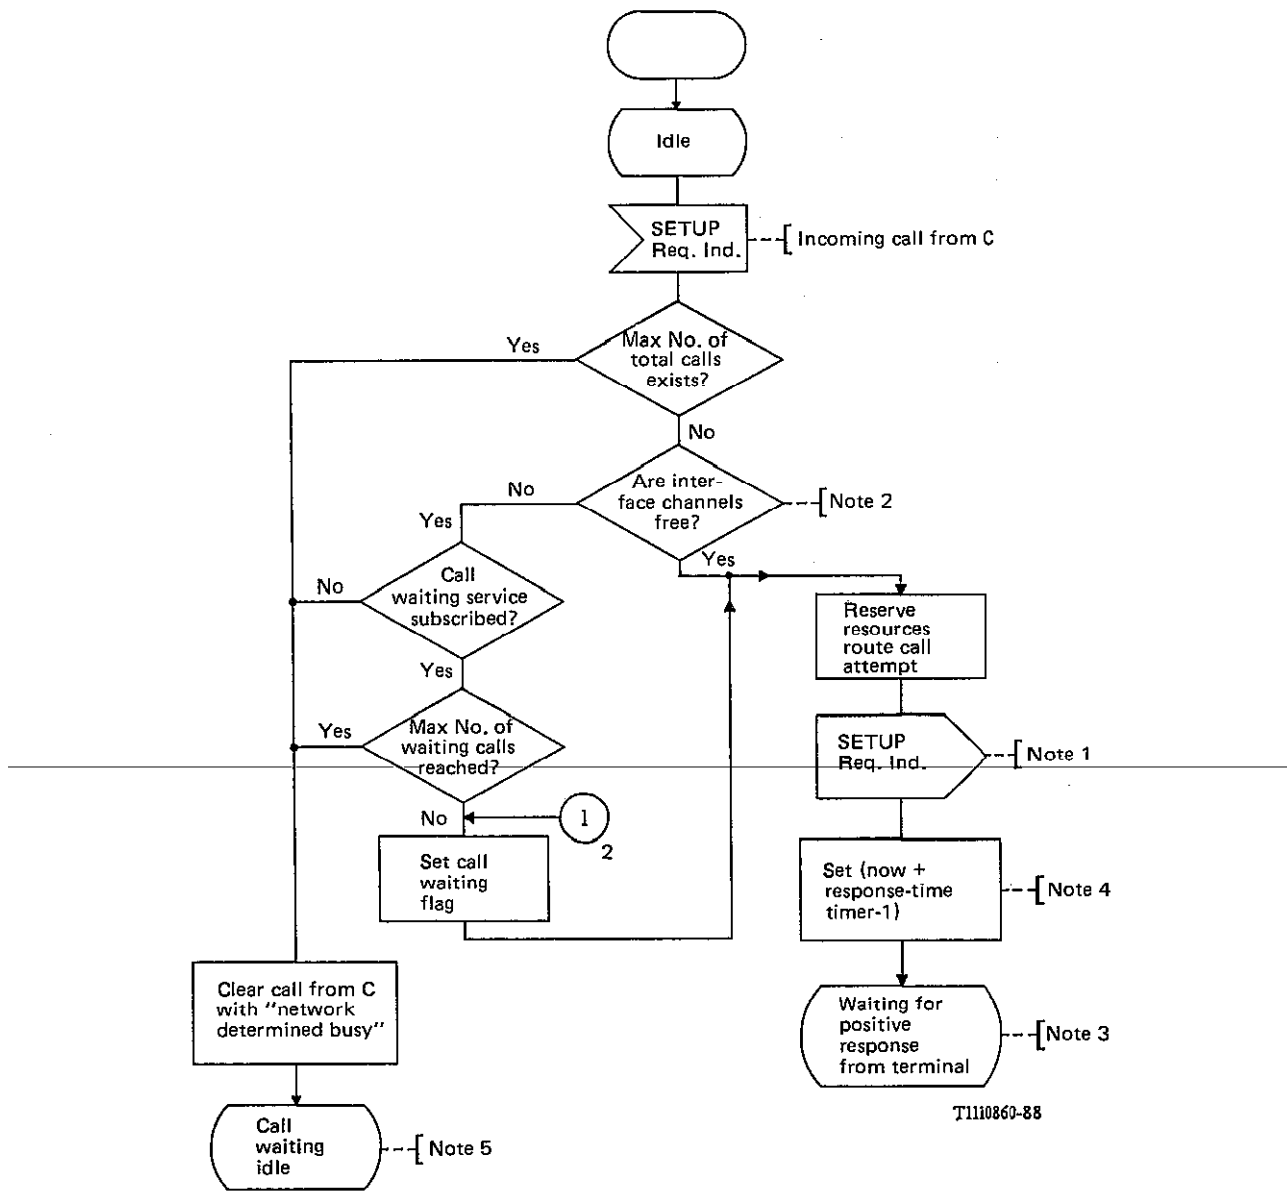 Idle
SETUP
Req. Ind.
Incoming call from C
Yes
Max No. of
total calls
exists?
No
No
Are inter-
face channels
free?
Note 2
Yes
Yes
No
Call
waiting service
subscribed?
Reserve
resources
route call
attempt
Yes
Yes
Max No. of
waiting calls
reached?
SETUP
Req. Ind.
Note 1
No
1
2
Set call
waiting
flag
Set (now +
response-time
timer-1)
Note 4
Clear call from C
with "network
determined busy"
Waiting for
positive
response
from terminal
Note 3
T1110860-88
Call
waiting
idle
Note 5